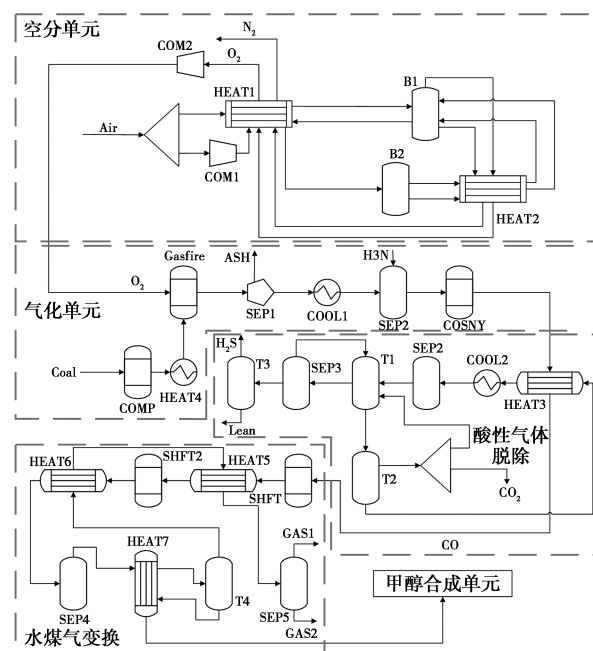 空分单元
N2
COM2
O2
HEAT1
B1
Air
COM1
B2
HEAT2
Gasfire
ASH
H3N
O2
气化单元
SEP1
COOL1
SEP2
COSNY
Coal
COMP
HEAT4
H2S
T3
SEP3
T1
SEP2
COOL2
HEAT3
Lean
酸性气体
脱除
T2
CO2
SHFT2
HEAT6
HEAT5
SHFT
CO
HEAT7
GAS1
T4
SEP4
SEP5
GAS2
甲醇合成单元
水煤气变换